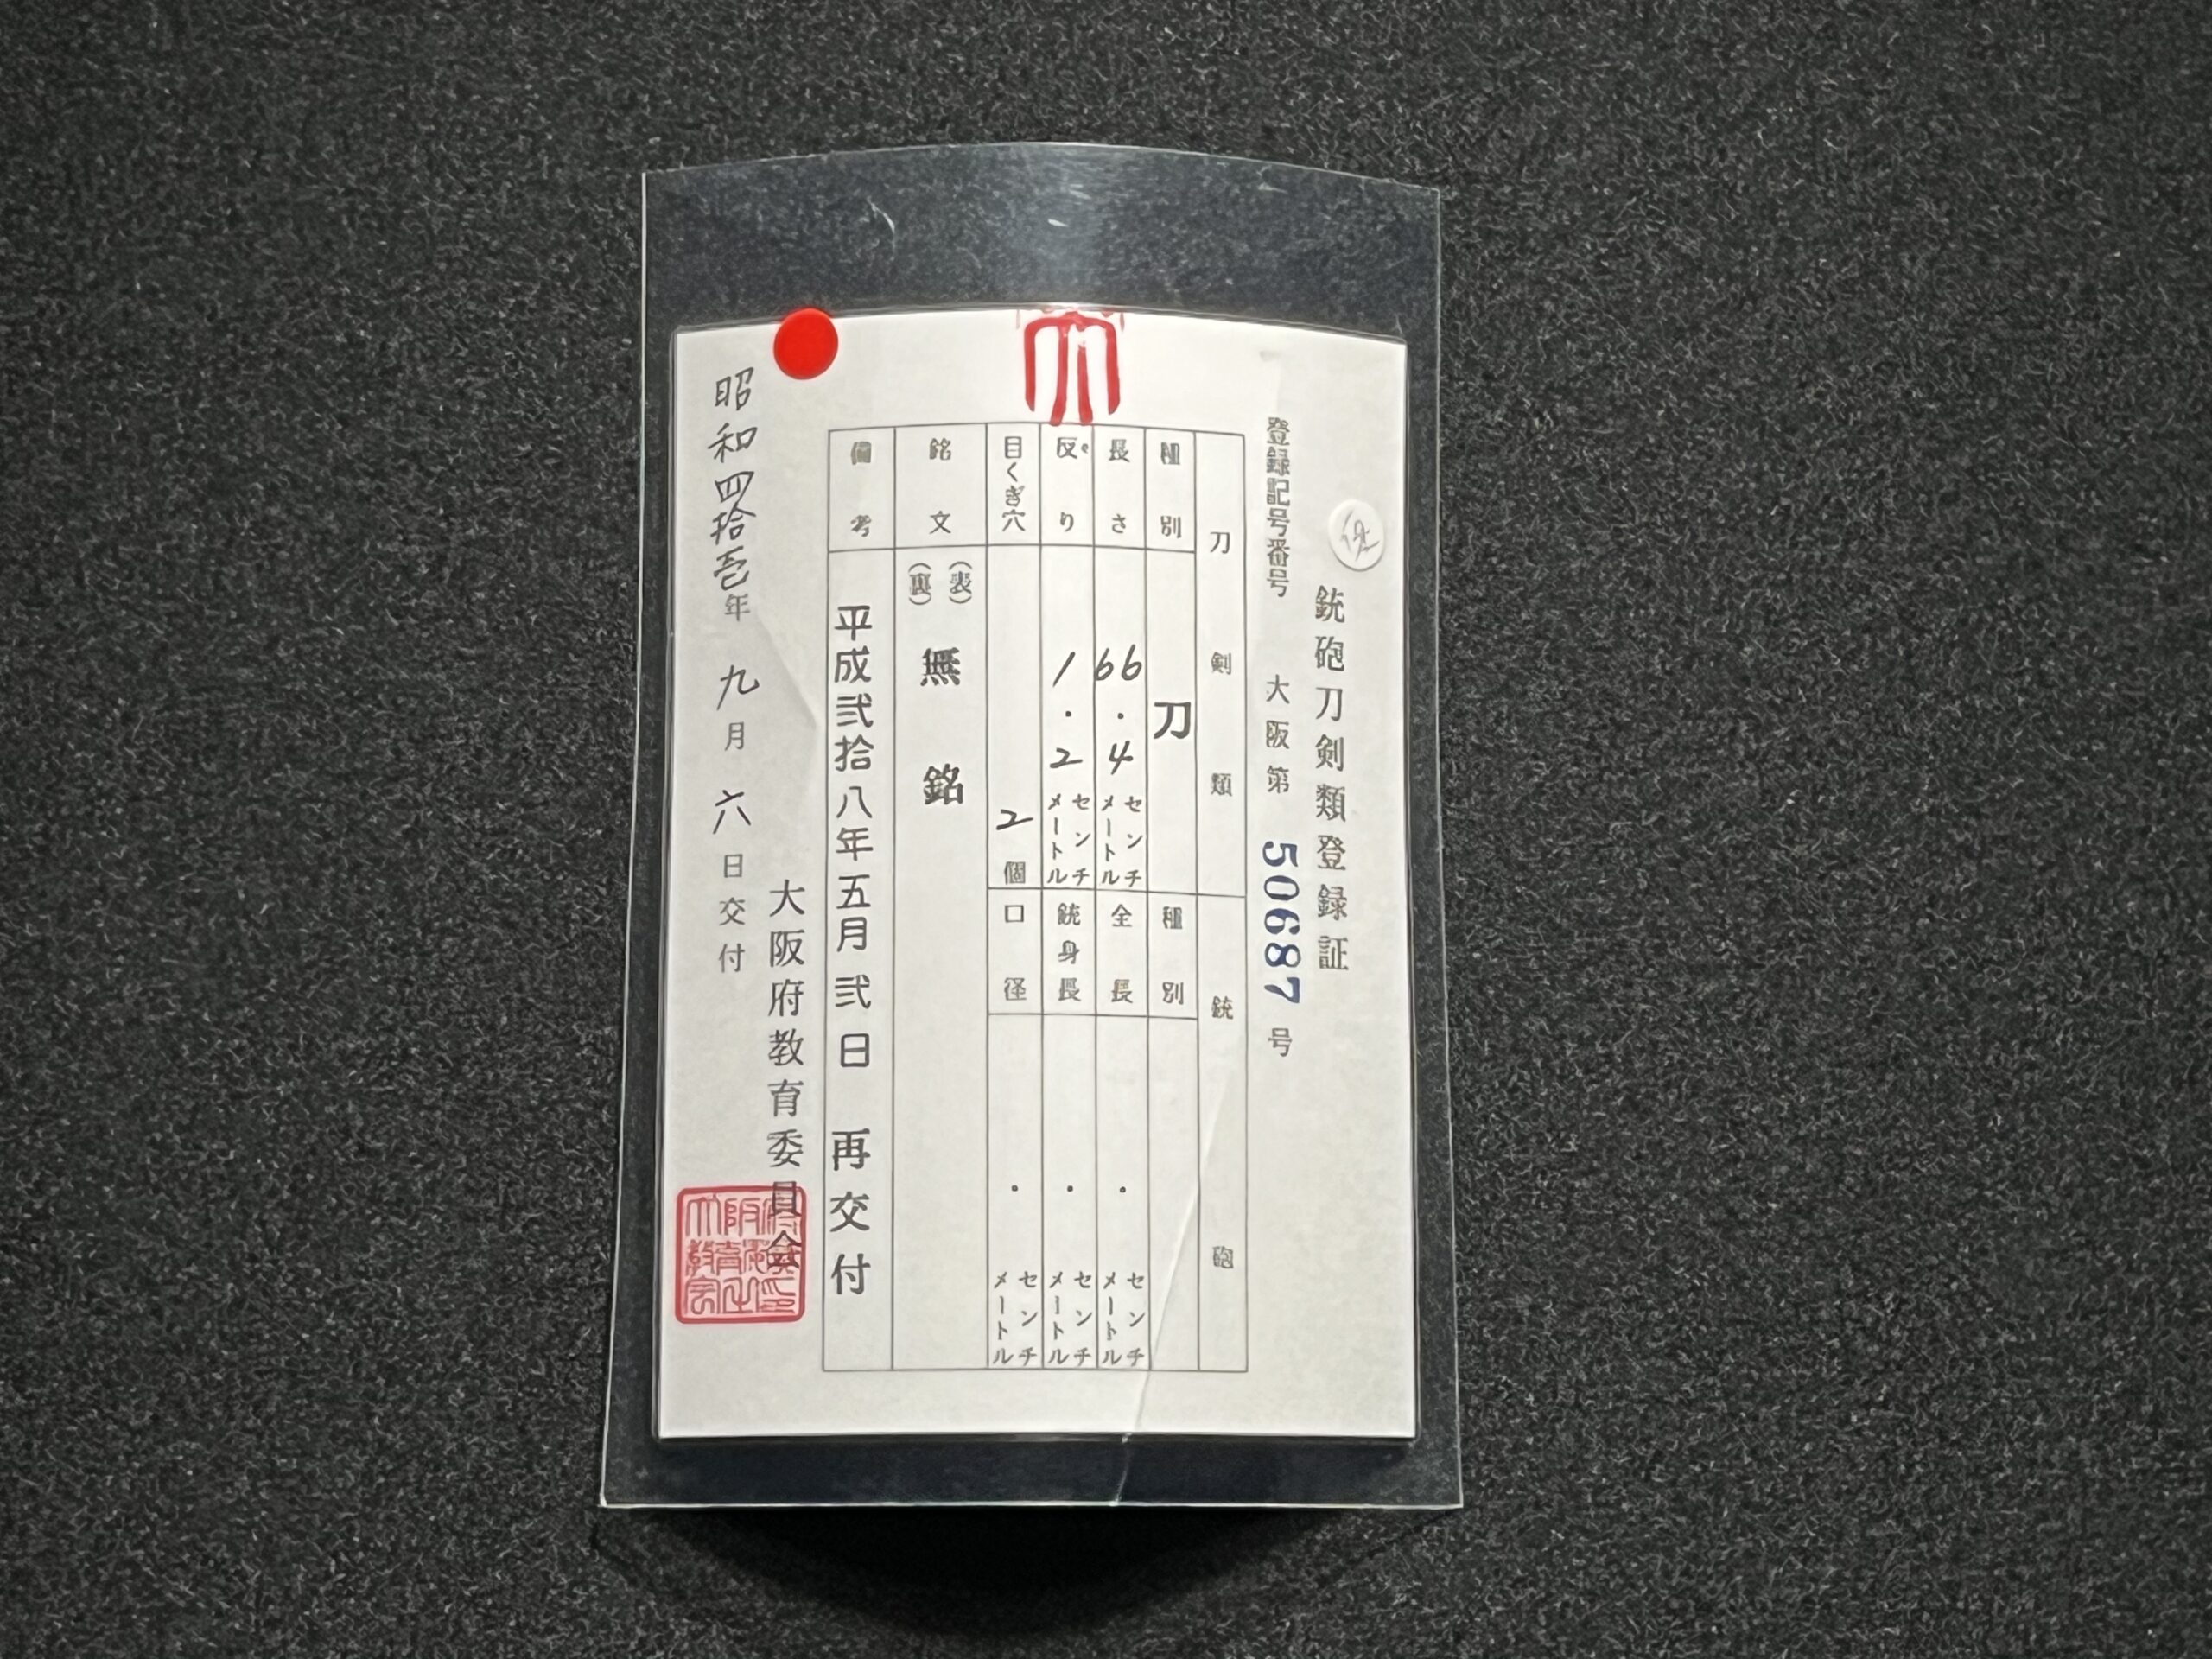 銃砲刀剣類登録証
登録記号番号 大阪第 50687 号
刀剣類
銃砲
種別
刀
種別
長さ
66.4 センチメートル
全長
. センチメートル
反り
1.2 センチメートル
銃身長
. センチメートル
目くぎ穴
2 個
口径
. センチメートル
銘文
(表)
(裏)
無銘
備考
平成弐拾八年五月弐日 再交付
大阪府教育委員会
昭和四拾壱年九月六日交付